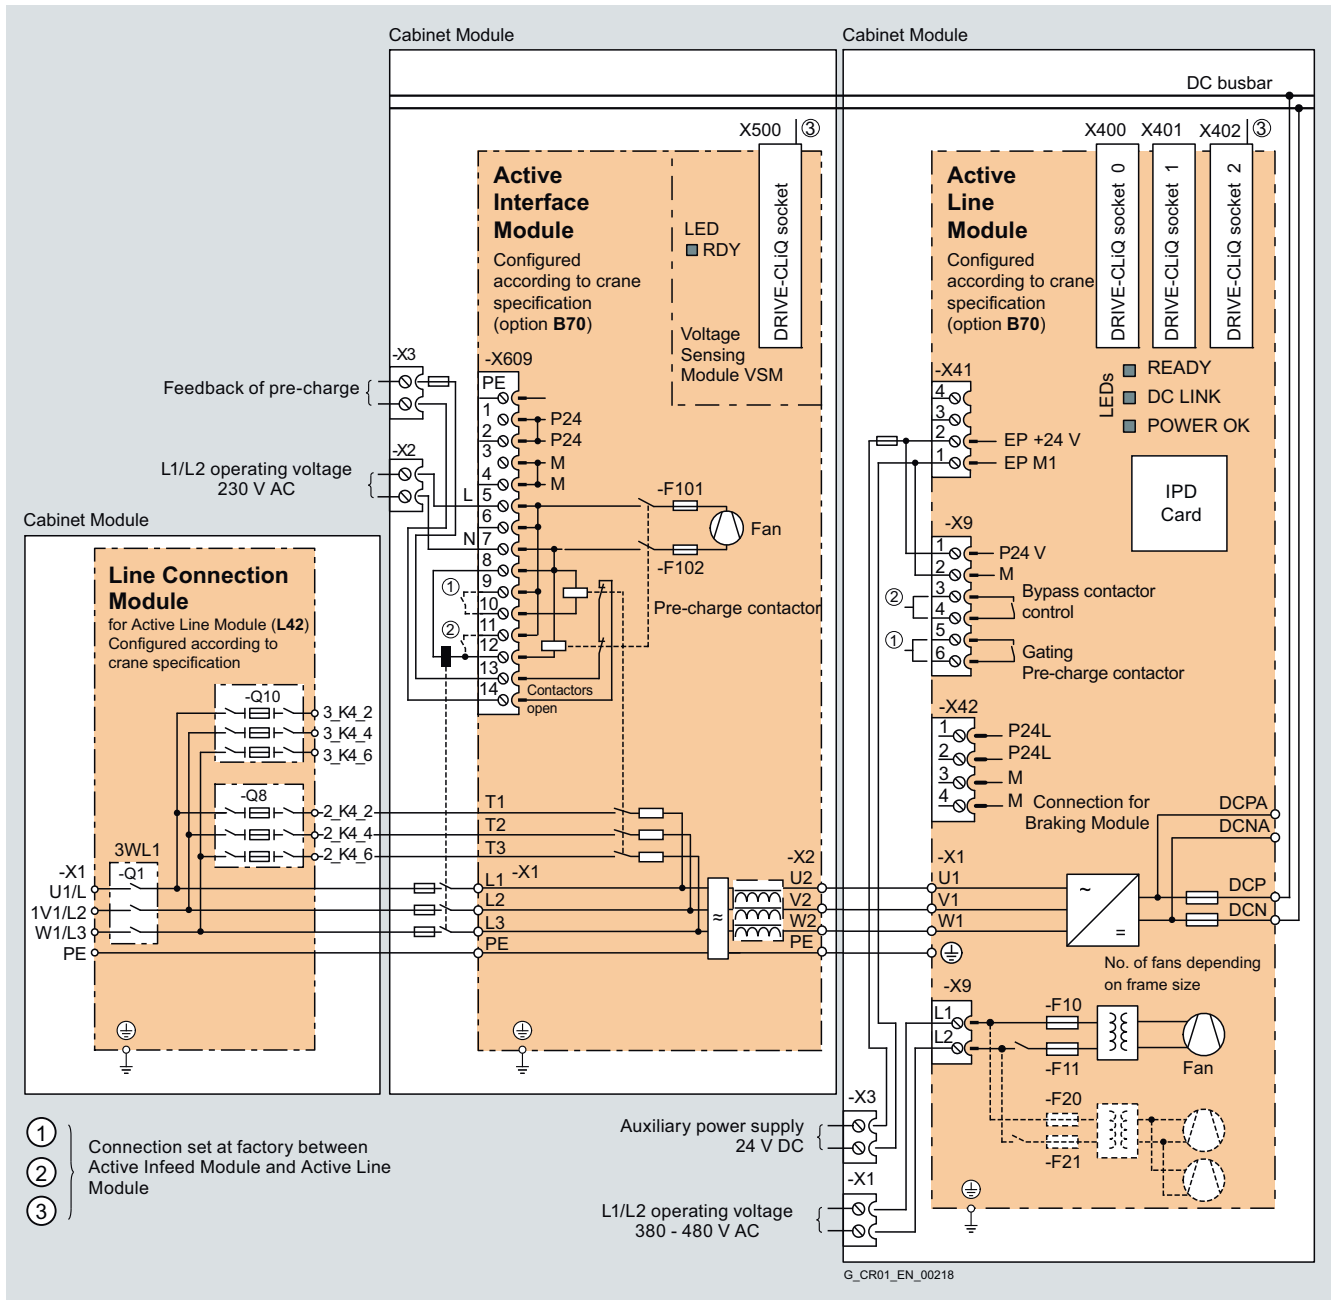 Cabinet Module
Cabinet Module
DC busbar
X500
③
X400
X401
X402
③
Active
Interface
Module
Configured
according to crane
specification
(option B70)
LED
RDY
DRIVE-CLiQ socket
Voltage
Sensing
Module VSM
Active
Line
Module
Configured
according to crane
specification
(option B70)
DRIVE-CLiQ socket 0
DRIVE-CLiQ socket 1
DRIVE-CLiQ socket 2
LEDs
READY
DC LINK
POWER OK
IPD
Card
-X3
Feedback of pre-charge
-X2
L1/L2 operating voltage
230 V AC
-X609
PE
1
P24
2
P24
3
M
4
M
L
5
6
N
7
8
9
10
11
12
13
14
①
②
-F101
-F102
Fan
Pre-charge contactor
Contactors
open
-X41
4
3
2
EP +24 V
1
EP M1
-X9
1
P24 V
2
M
3
4
②
Bypass contactor
control
5
6
①
Gating
Pre-charge contactor
-X42
1
P24L
2
P24L
3
M
4
M
Connection for
Braking Module
DCPA
DCNA
DCP
DCN
Cabinet Module
Line Connection
Module
for Active Line Module (L42)
Configured according to
crane specification
-Q10
3_K4_2
3_K4_4
3_K4_6
-Q8
2_K4_2
2_K4_4
2_K4_6
3WL1
-Q1
-X1
U1/L
1V1/L2
W1/L3
PE
T1
T2
T3
L1
-X1
L2
L3
PE
≈
-X2
U2
V2
W2
PE
-X1
U1
V1
W1
~
=
No. of fans depending
on frame size
-X9
L1
L2
-F10
-F11
Fan
-F20
-F21
-X3
Auxiliary power supply
24 V DC
-X1
L1/L2 operating voltage
380 - 480 V AC
①
②
③
Connection set at factory between
Active Infeed Module and Active Line
Module
G_CR01_EN_00218